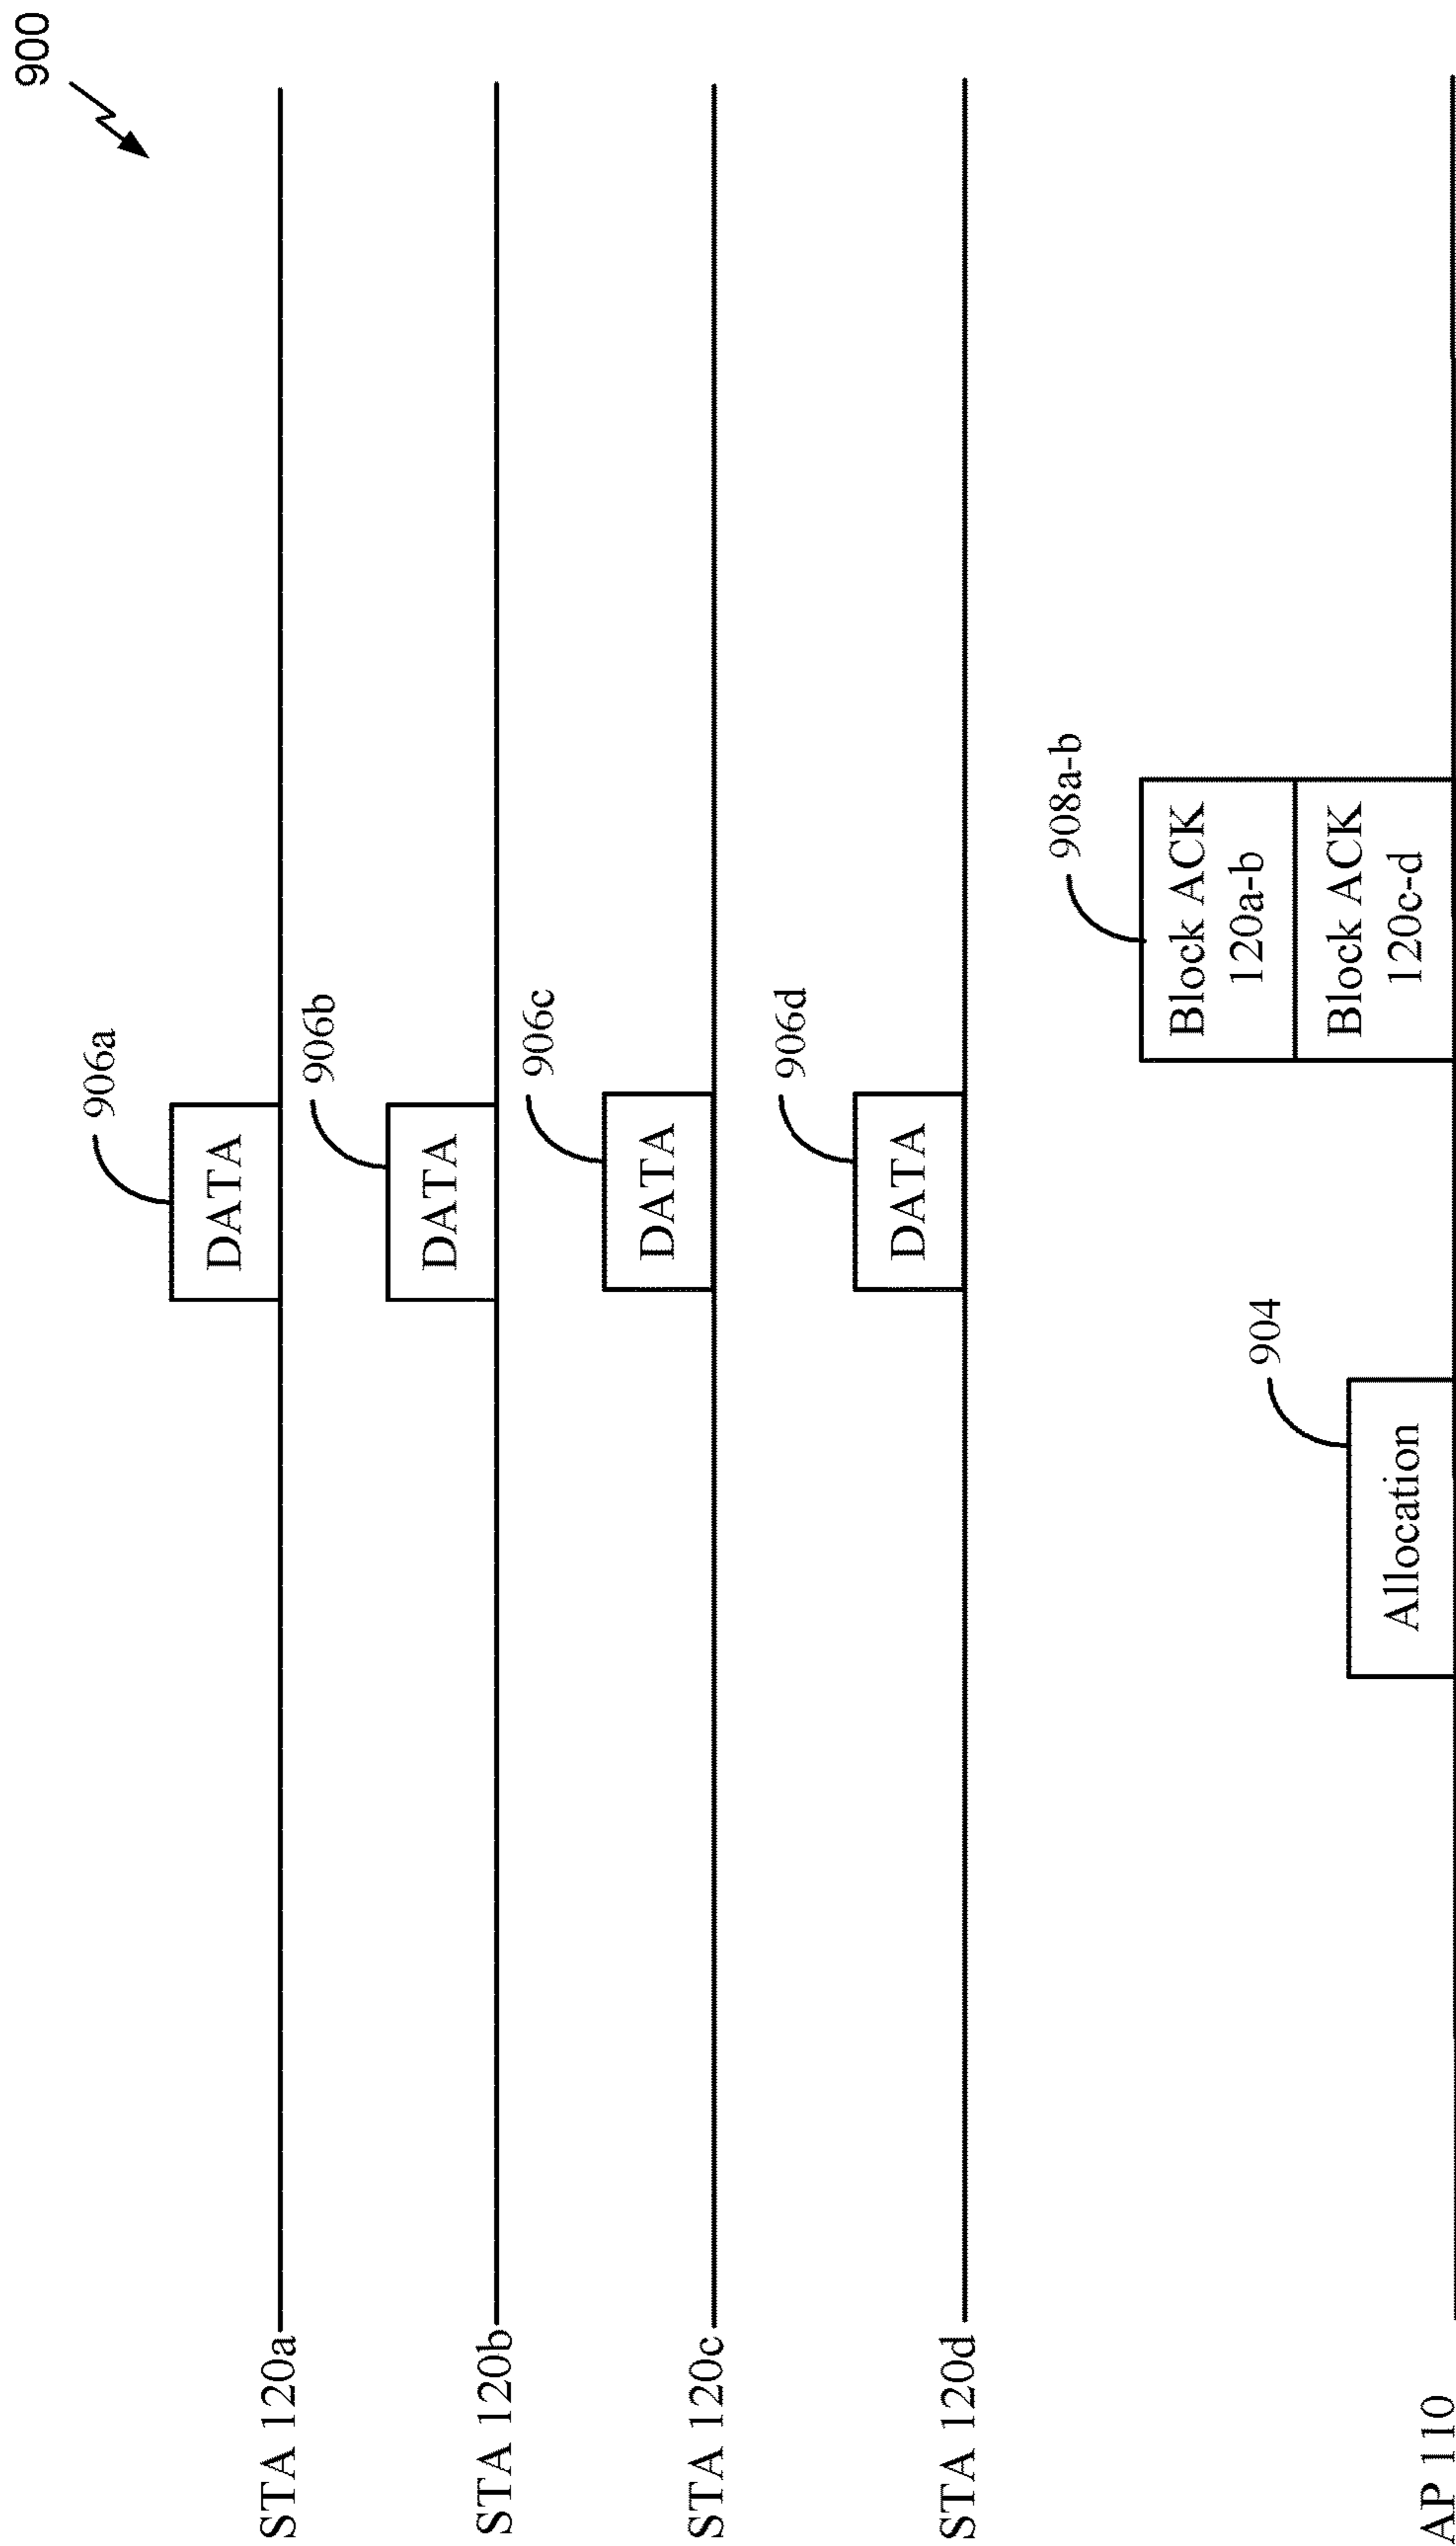 900
906a
STA 120a
DATA
906b
STA 120b
DATA
906c
STA 120c
DATA
906d
STA 120d
DATA
908a-b
Block ACK
120a-b
904
Block ACK
120c-d
Allocation
AP 110